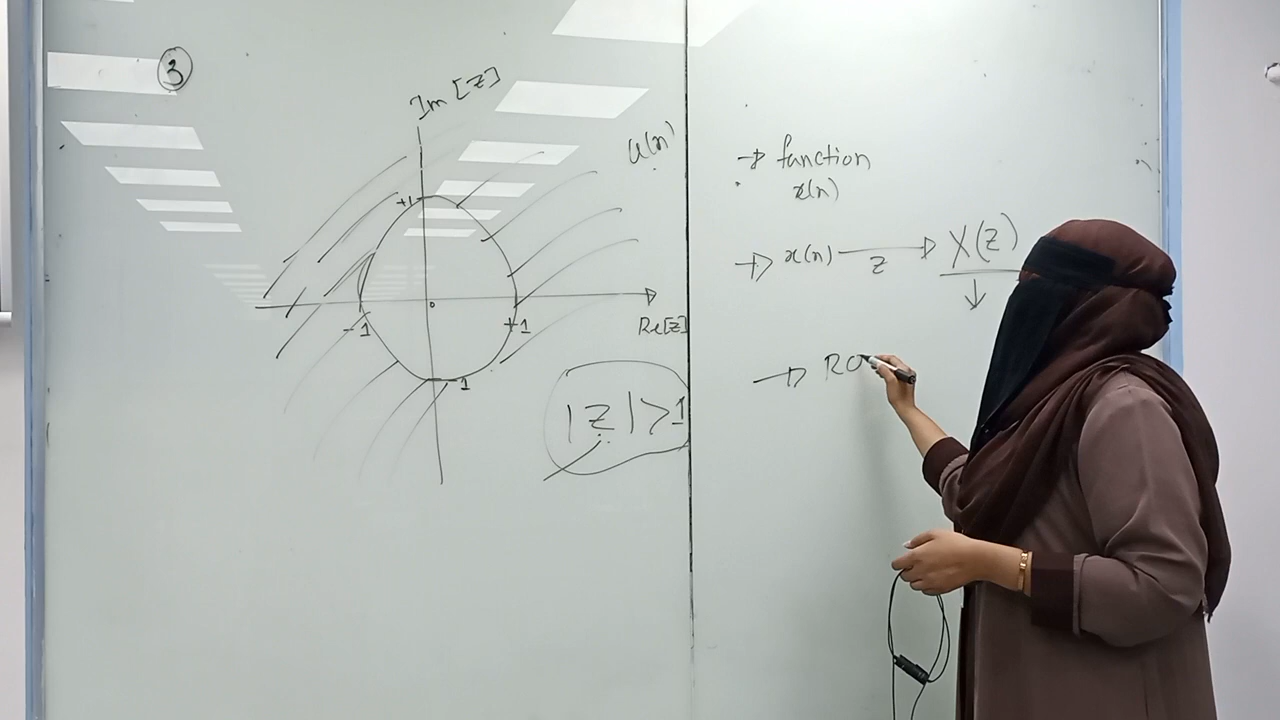 3
Im [Z]
u(n)
+1
0
-1
+1
Re[Z]
-1
|z| > 1
→ function
x(n)
→ x(n) → X(z)
z
↓
→ RO